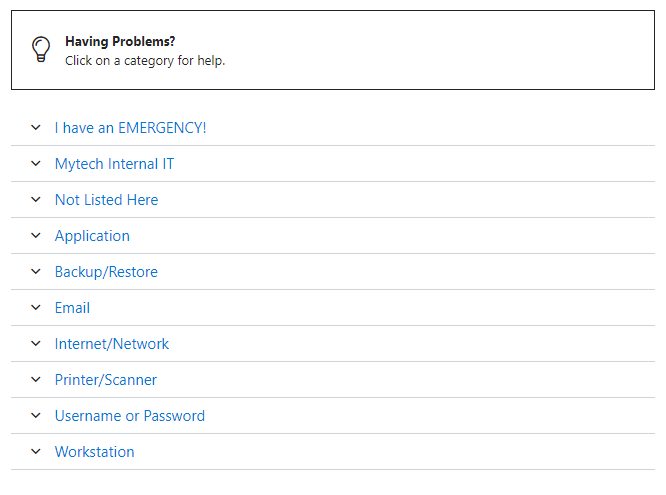 Having Problems?
Click on a category for help.
I have an EMERGENCY!
Mytech Internal IT
Not Listed Here
Application
Backup/Restore
Email
Internet/Network
Printer/Scanner
Username or Password
Workstation